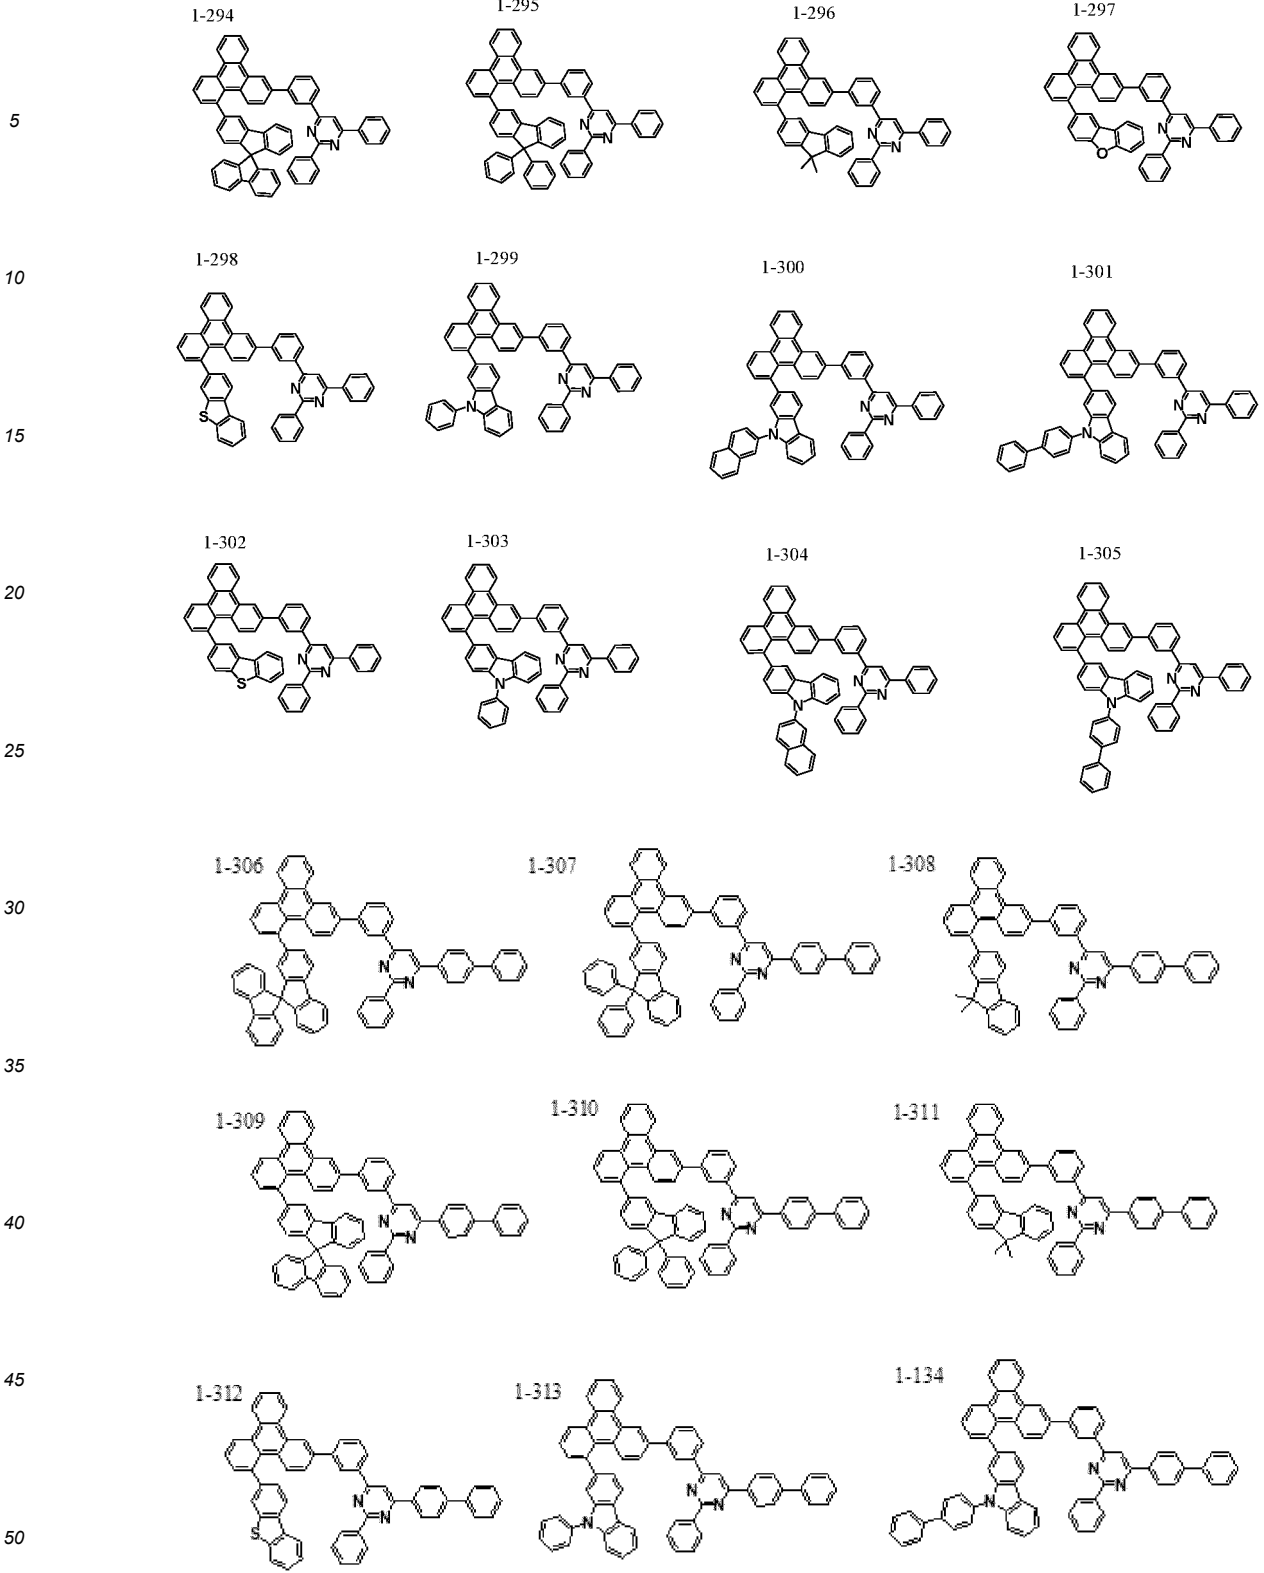 1-294 1-295 1-296 1-297
5
N N N N
N N N N
O
10
1-298 1-299 1-300 1-301
N N N N
N N N N
15
S N N N
1-302 1-303 1-304 1-305
20
N N N N
N N N N
S N N N
25
1-306 1-307 1-308
30
N N N
N N N
35
1-309 1-310 1-311
40
N N N
N N N
45
1-312 1-313 1-134
N N N
N N N
50
S N N